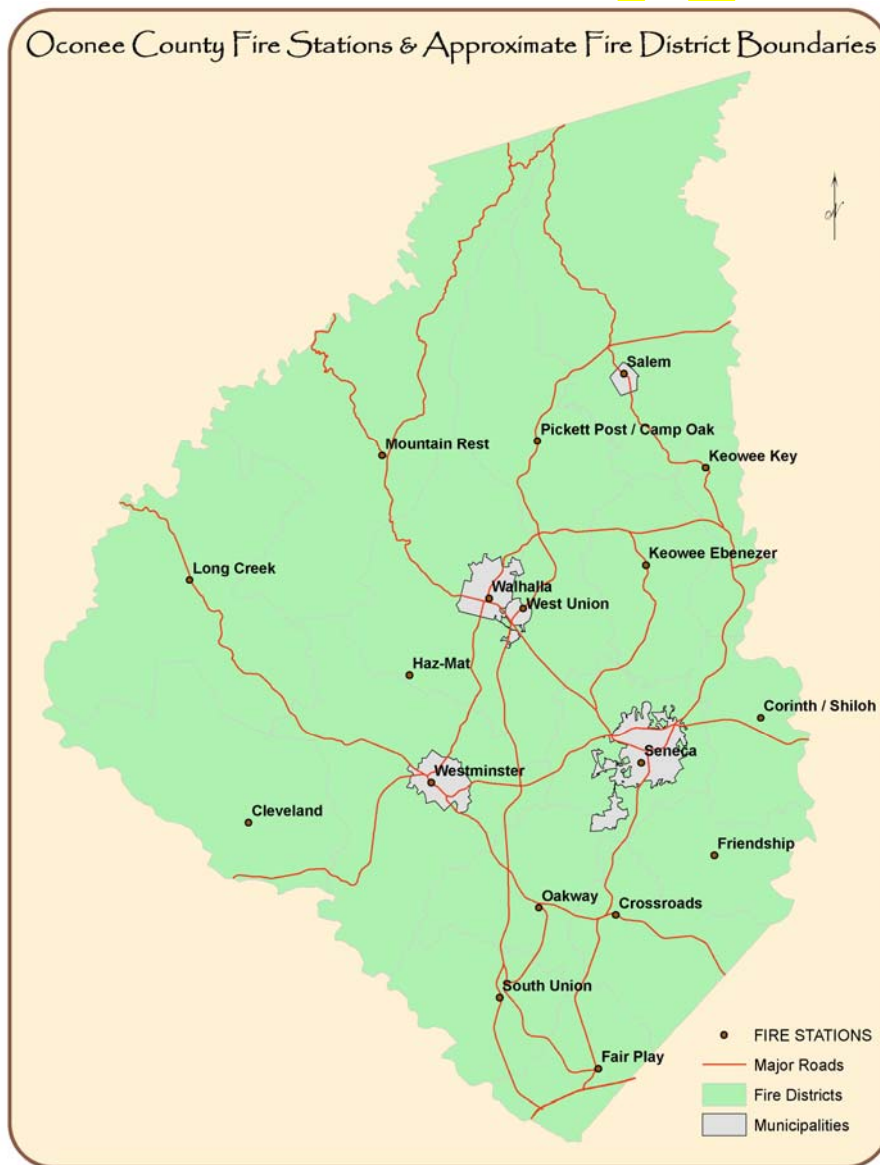 Oconee County Fire Stations & Approximate Fire District Boundaries
N
Salem
Pickett Post / Camp Oak
Mountain Rest
Keowee Key
Long Creek
Keowee Ebenezer
Walhalla
West Union
Haz-Mat
Corinth / Shiloh
Seneca
Westminster
Cleveland
Friendship
Oakway
Crossroads
South Union
Fair Play
FIRE STATIONS
Major Roads
Fire Districts
Municipalities